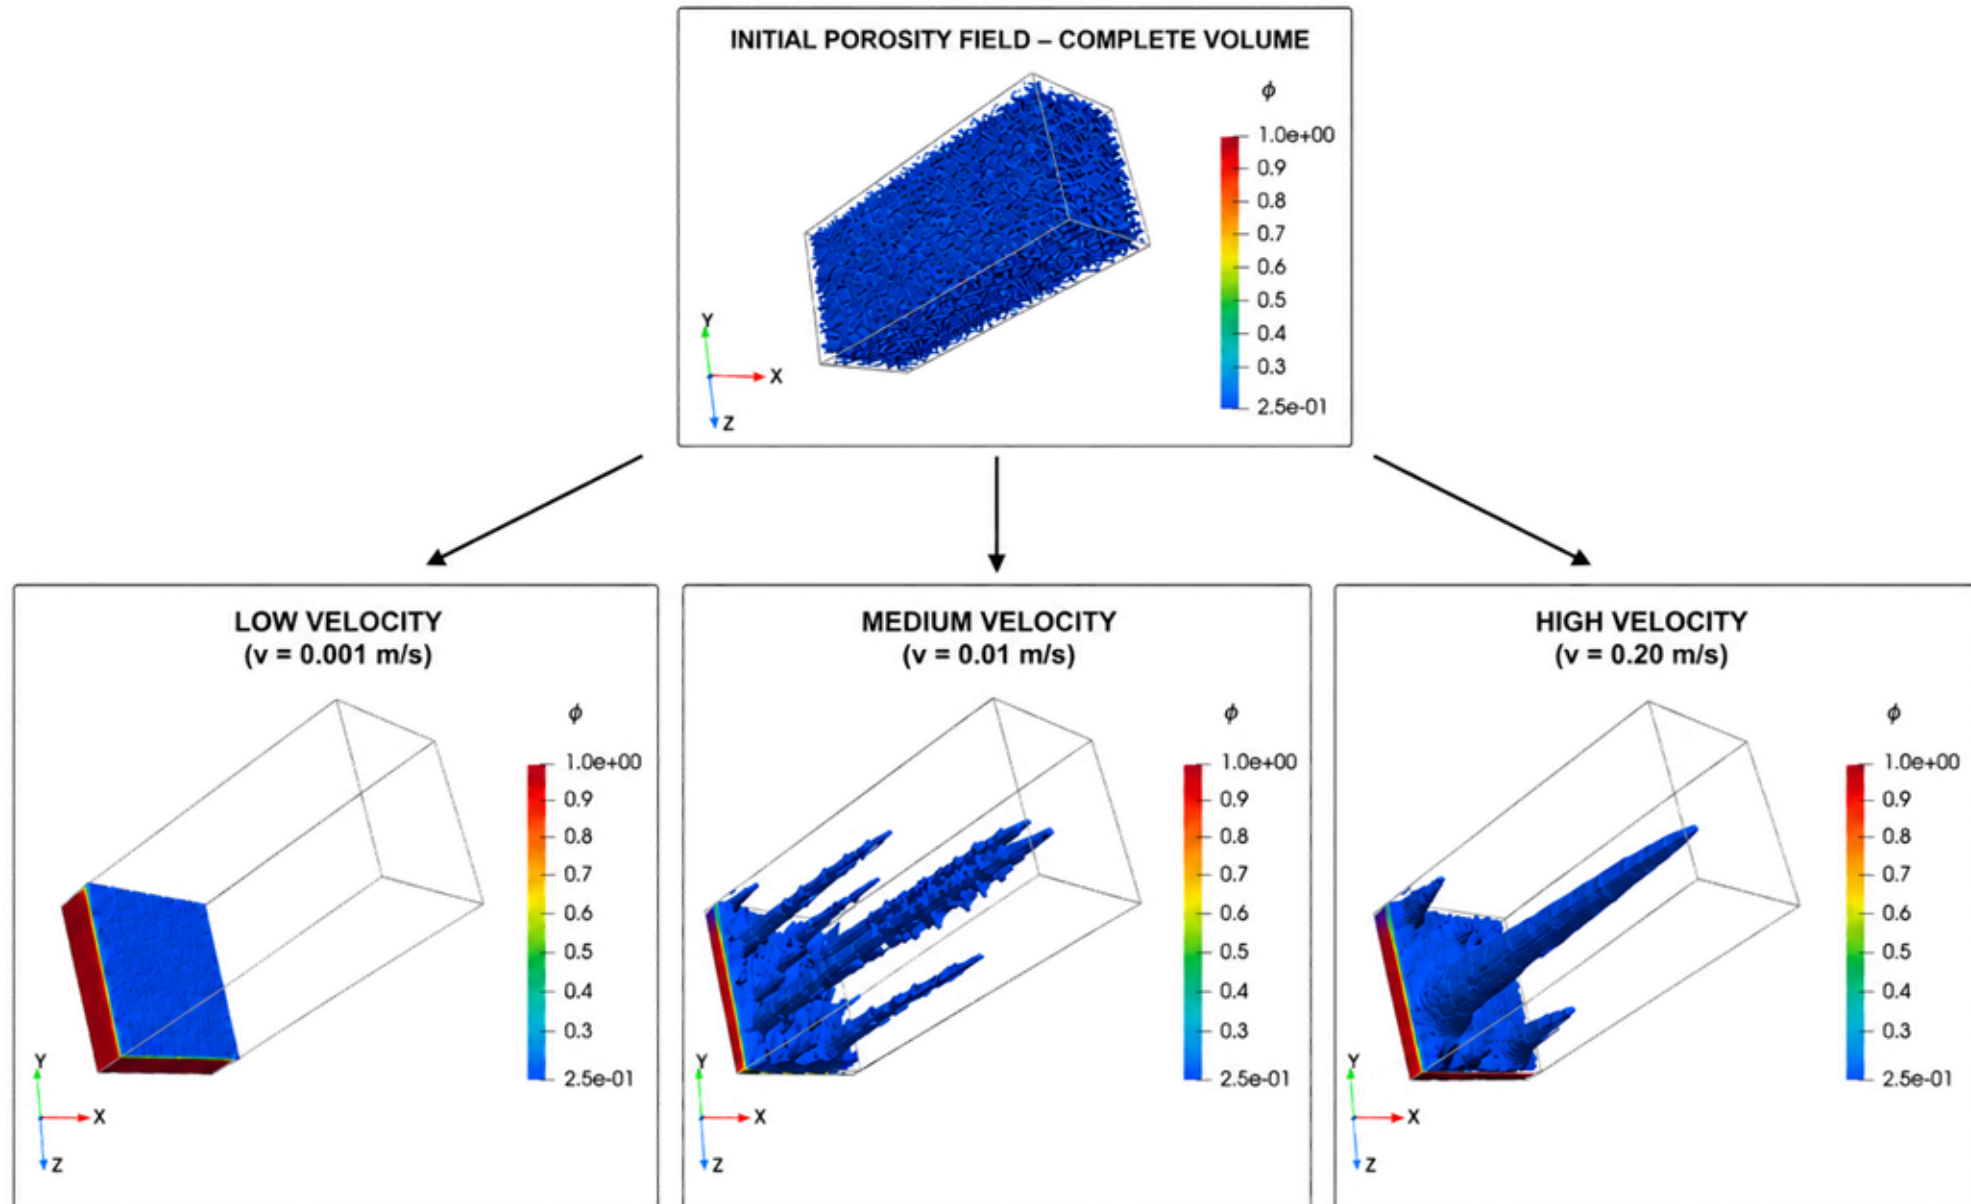 INITIAL POROSITY FIELD – COMPLETE VOLUME
ϕ
1.0e+00
0.9
0.8
0.7
0.6
0.5
0.4
0.3
2.5e-01
Y
X
Z
LOW VELOCITY
(v = 0.001 m/s)
ϕ
1.0e+00
0.9
0.8
0.7
0.6
0.5
0.4
0.3
2.5e-01
Y
X
Z
MEDIUM VELOCITY
(v = 0.01 m/s)
ϕ
1.0e+00
0.9
0.8
0.7
0.6
0.5
0.4
0.3
2.5e-01
Y
X
Z
HIGH VELOCITY
(v = 0.20 m/s)
ϕ
1.0e+00
0.9
0.8
0.7
0.6
0.5
0.4
0.3
2.5e-01
Y
X
Z